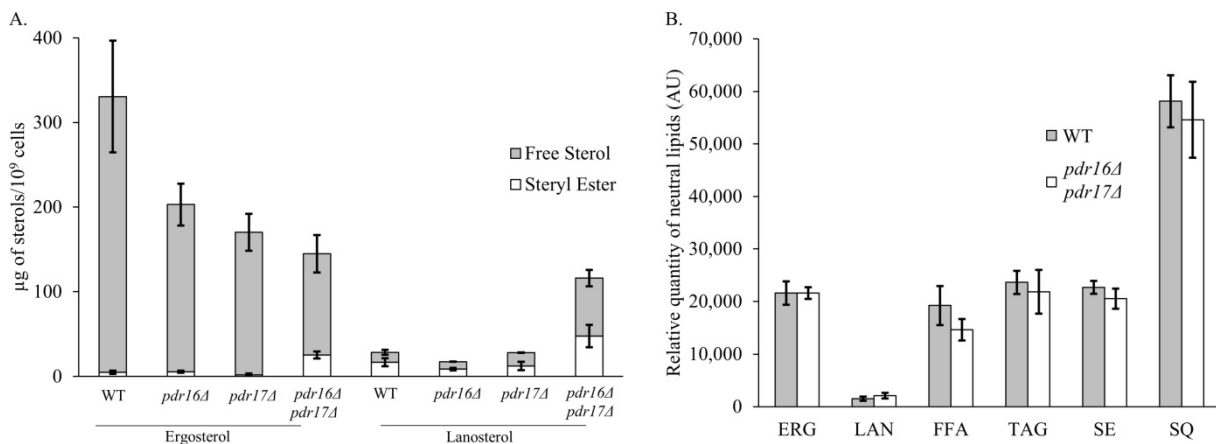 A.
400
300
200
100
0
µg of sterols/10⁹ cells
Free Sterol
Steryl Ester
WT
pdr16Δ
pdr17Δ
pdr16Δ
pdr17Δ
WT
pdr16Δ
pdr17Δ
pdr16Δ
pdr17Δ
Ergosterol
Lanosterol
B.
70,000
60,000
50,000
40,000
30,000
20,000
10,000
0
Relative quantity of neutral lipids (AU)
WT
pdr16Δ
pdr17Δ
ERG LAN FFA TAG SE SQ